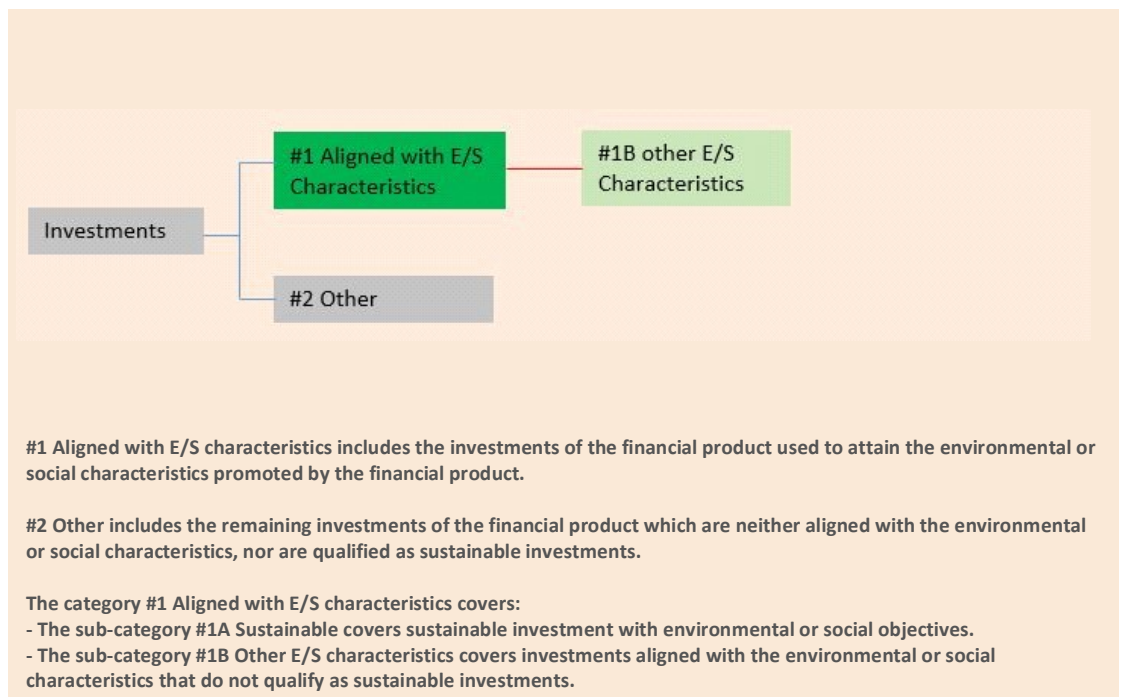 #1 Aligned with E/S
Characteristics
#1B other E/S
Characteristics
Investments
#2 Other
#1 Aligned with E/S characteristics includes the investments of the financial product used to attain the environmental or
social characteristics promoted by the financial product.
#2 Other includes the remaining investments of the financial product which are neither aligned with the environmental
or social characteristics, nor are qualified as sustainable investments.
The category #1 Aligned with E/S characteristics covers:
- The sub-category #1A Sustainable covers sustainable investment with environmental or social objectives.
- The sub-category #1B Other E/S characteristics covers investments aligned with the environmental or social
characteristics that do not qualify as sustainable investments.